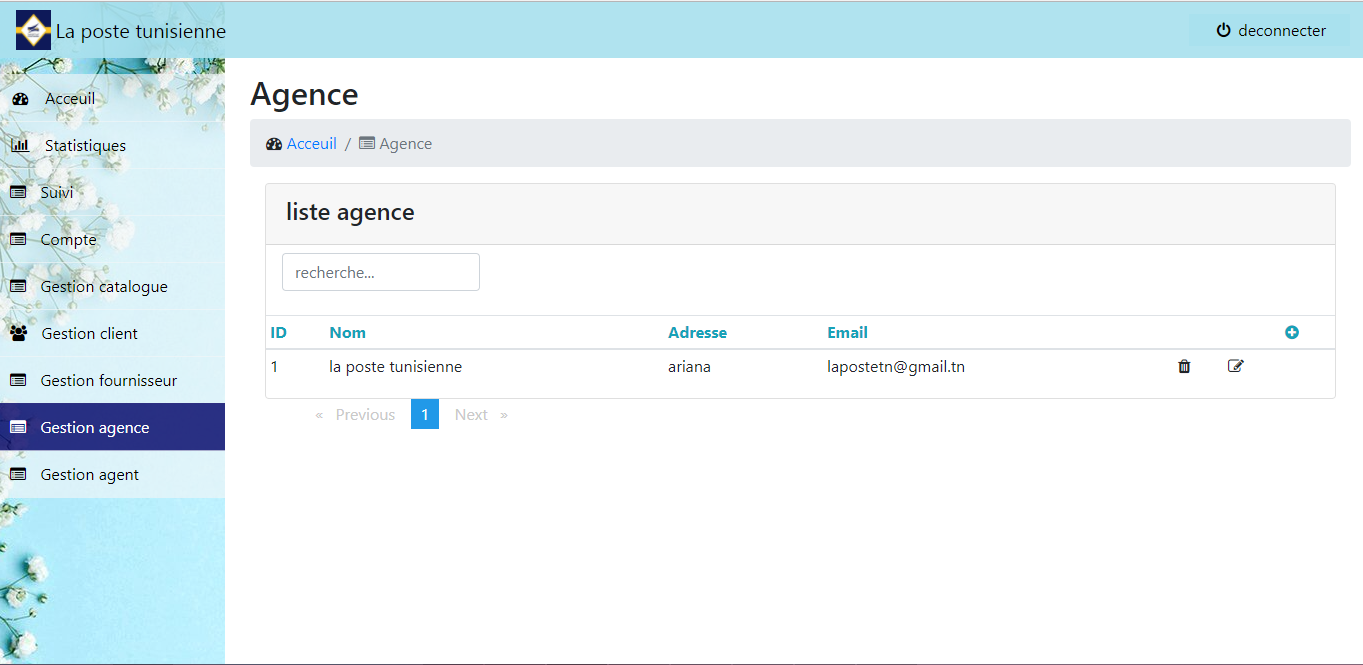 La poste tunisienne
deconnecter
Acceuil
Statistiques
Suivi
Compte
Gestion catalogue
Gestion client
Gestion fournisseur
Gestion agence
Gestion agent
Agence
Acceuil / Agence
liste agence
recherche...
ID Nom Adresse Email
1 la poste tunisienne ariana lapostetn@gmail.tn
« Previous 1 Next »